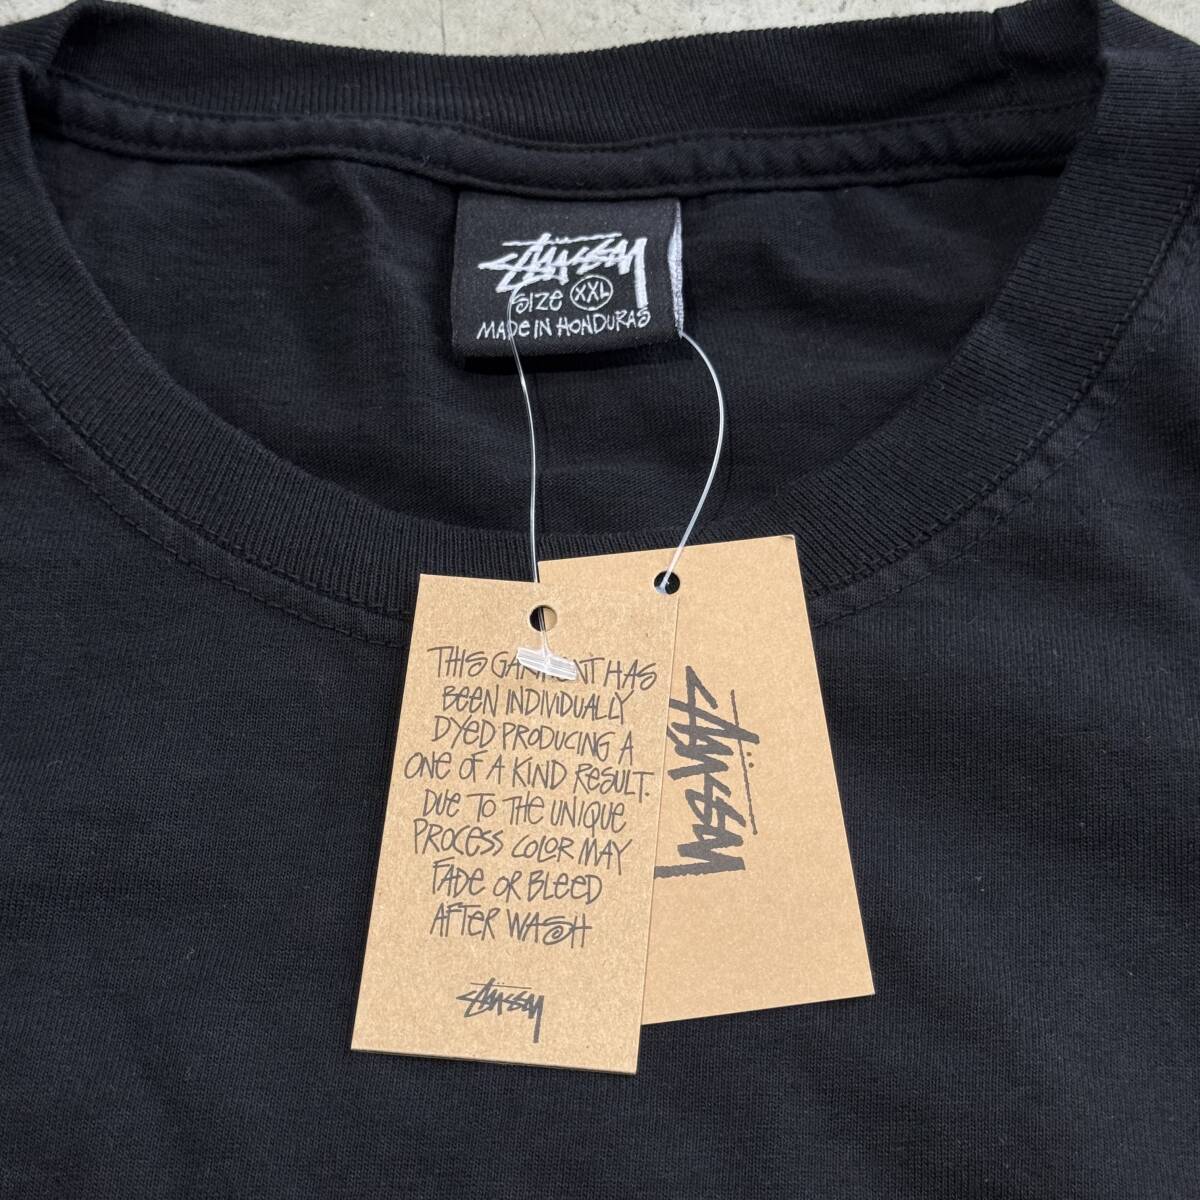 STÜSSY
SIZE XXL
MADE IN HONDURAS
THIS GARMENT HAS
BEEN INDIVIDUALLY
DYED PRODUCING A
ONE OF A KIND RESULT.
DUE TO THE UNIQUE
PROCESS COLOR MAY
FADE OR BLEED
AFTER WASH
STÜSSY
STÜSSY